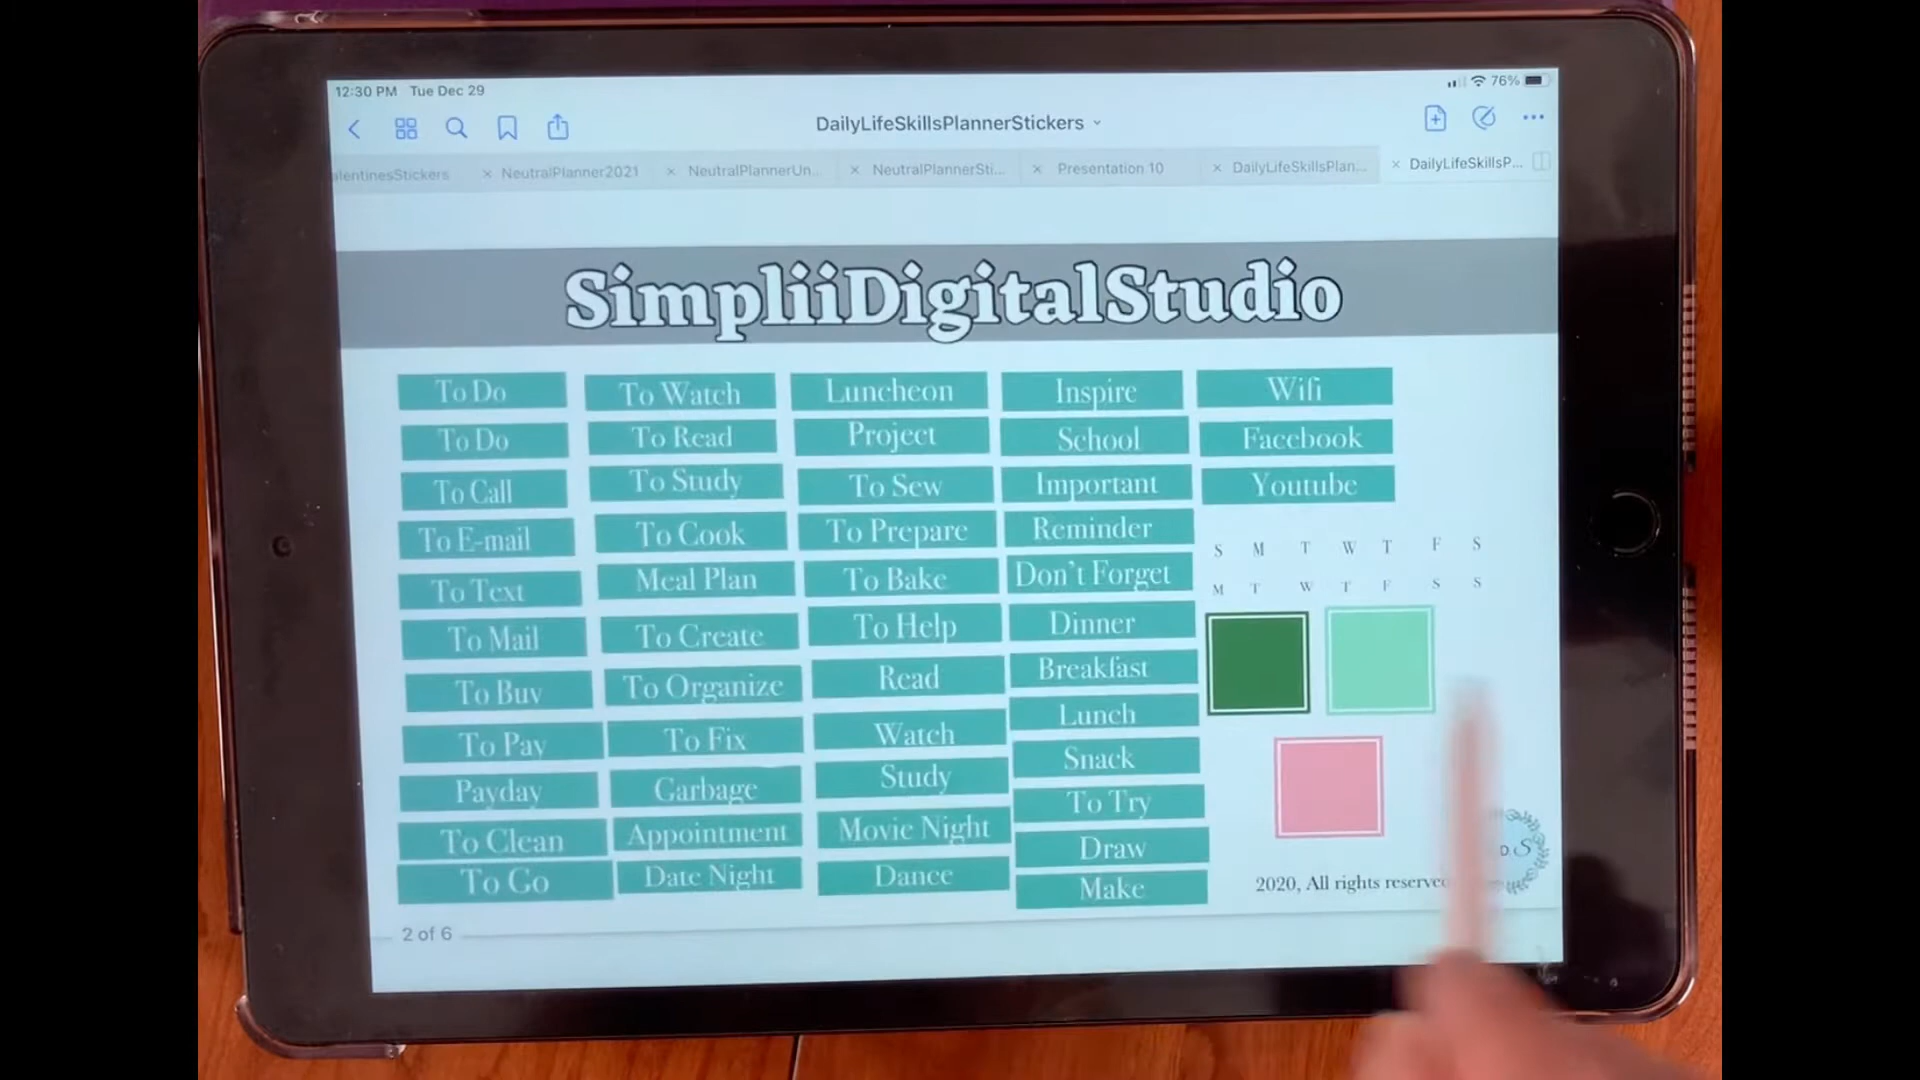 12:30 PM Tue Dec 29 76%
DailyLifeSkillsPlannerStickers
alentinesStickers NeutralPlanner2021 NeutralPlannerUn... NeutralPlannerSti... Presentation 10 DailyLifeSkillsPlan... DailyLifeSkillsP...
SimpliiDigitalStudio
To Do To Watch Luncheon Inspire Wifi
To Do To Read Project School Facebook
To Call To Study To Sew Important Youtube
To E-mail To Cook To Prepare Reminder
S M T W T F S
To Text Meal Plan To Bake Don't Forget
M T W T F S S
To Mail To Create To Help Dinner
To Buy To Organize Read Breakfast
To Pay To Fix Watch Lunch
Payday Garbage Study Snack
To Clean Appointment Movie Night To Try
To Go Date Night Dance Draw
Make
D.S
2020, All rights reserve
2 of 6